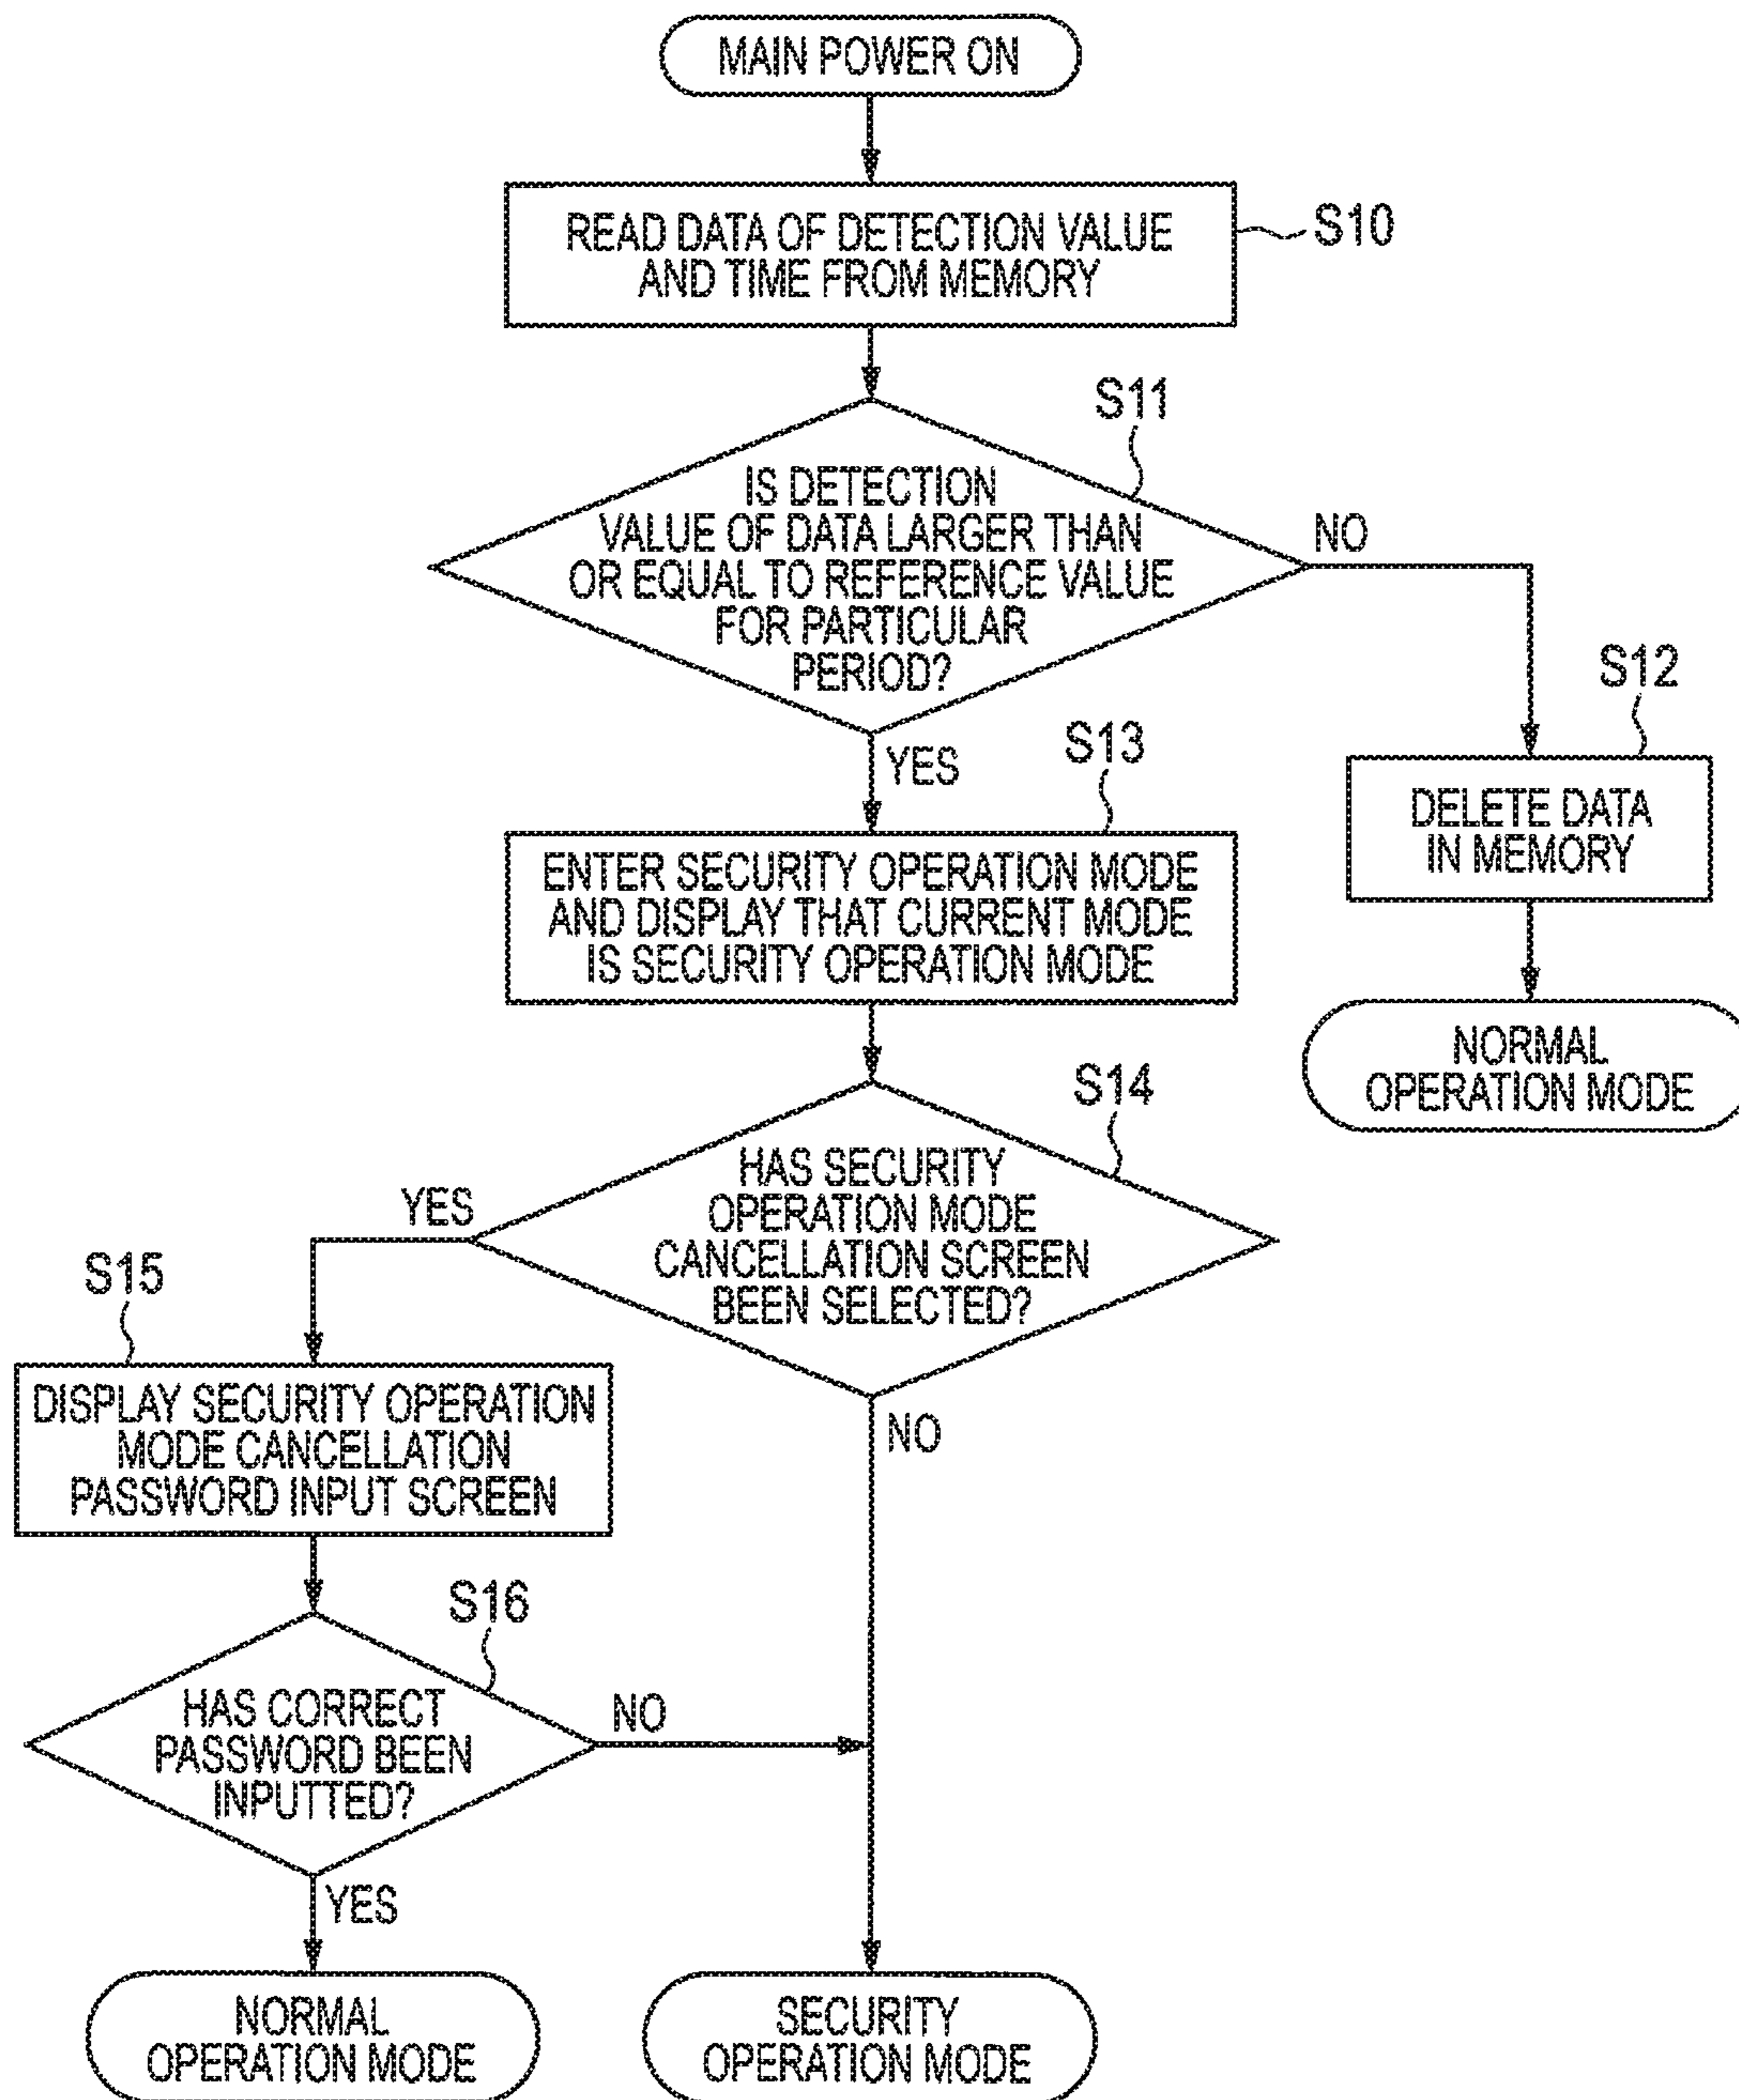 MAIN POWER ON
READ DATA OF DETECTION VALUE
AND TIME FROM MEMORY
S10
S11
IS DETECTION
VALUE OF DATA LARGER THAN
OR EQUAL TO REFERENCE VALUE
FOR PARTICULAR
PERIOD?
NO
YES
S12
DELETE DATA
IN MEMORY
NORMAL
OPERATION MODE
S13
ENTER SECURITY OPERATION MODE
AND DISPLAY THAT CURRENT MODE
IS SECURITY OPERATION MODE
S14
HAS SECURITY
OPERATION MODE
CANCELLATION SCREEN
BEEN SELECTED?
YES
NO
S15
DISPLAY SECURITY OPERATION
MODE CANCELLATION
PASSWORD INPUT SCREEN
S16
HAS CORRECT
PASSWORD BEEN
INPUTTED?
NO
YES
NORMAL
OPERATION MODE
SECURITY
OPERATION MODE